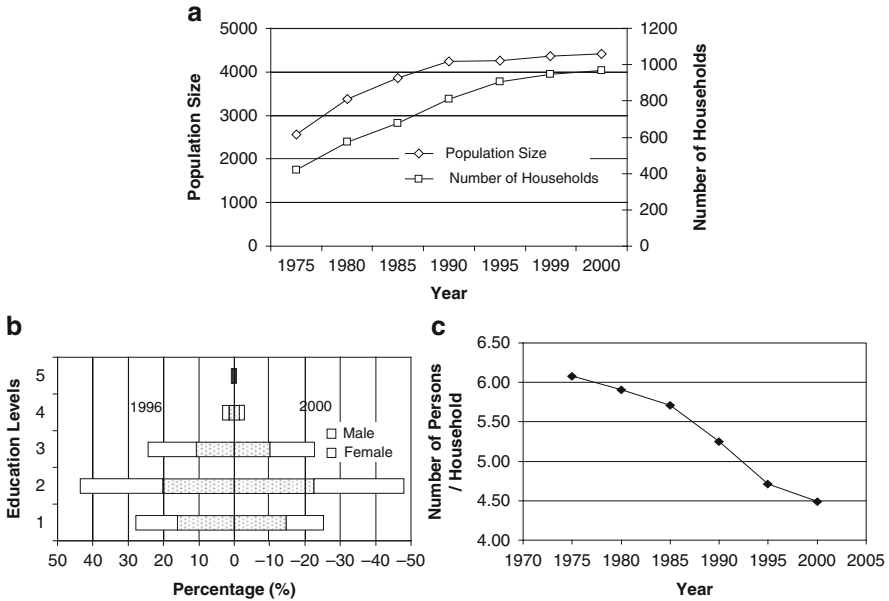 a
5000
4000
3000
2000
1000
0
Population Size
1200
1000
800
600
400
200
0
Number of Households
Population Size
Number of Households
1975 1980 1985 1990 1995 1999 2000
Year
b
5
4
3
2
1
Education Levels
1996
2000
Male
Female
50 40 30 20 10 0 –10 –20 –30 –40 –50
Percentage (%)
c
6.50
6.00
5.50
5.00
4.50
4.00
Number of Persons
/ Household
1970 1975 1980 1985 1990 1995 2000 2005
Year